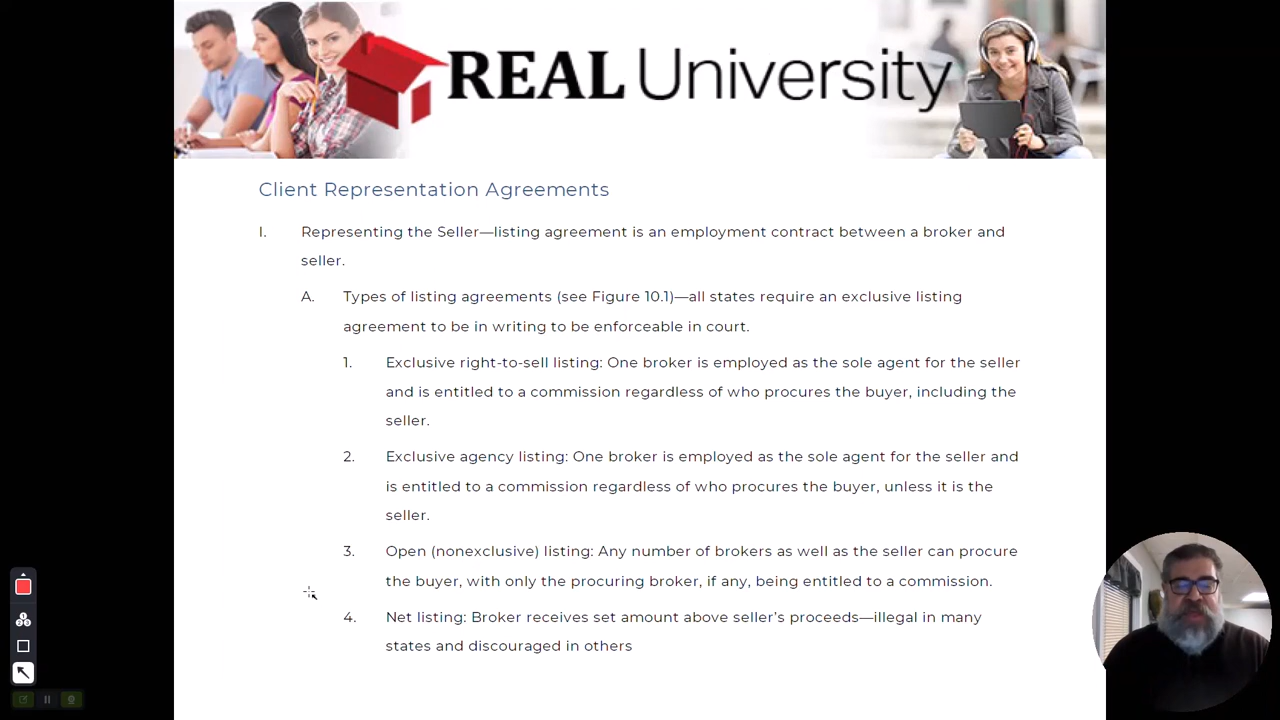 REAL University
Client Representation Agreements
I. Representing the Seller—listing agreement is an employment contract between a broker and
seller.
A. Types of listing agreements (see Figure 10.1)—all states require an exclusive listing
agreement to be in writing to be enforceable in court.
1. Exclusive right-to-sell listing: One broker is employed as the sole agent for the seller
and is entitled to a commission regardless of who procures the buyer, including the
seller.
2. Exclusive agency listing: One broker is employed as the sole agent for the seller and
is entitled to a commission regardless of who procures the buyer, unless it is the
seller.
3. Open (nonexclusive) listing: Any number of brokers as well as the seller can procure
the buyer, with only the procuring broker, if any, being entitled to a commission.
4. Net listing: Broker receives set amount above seller’s proceeds—illegal in many
states and discouraged in others